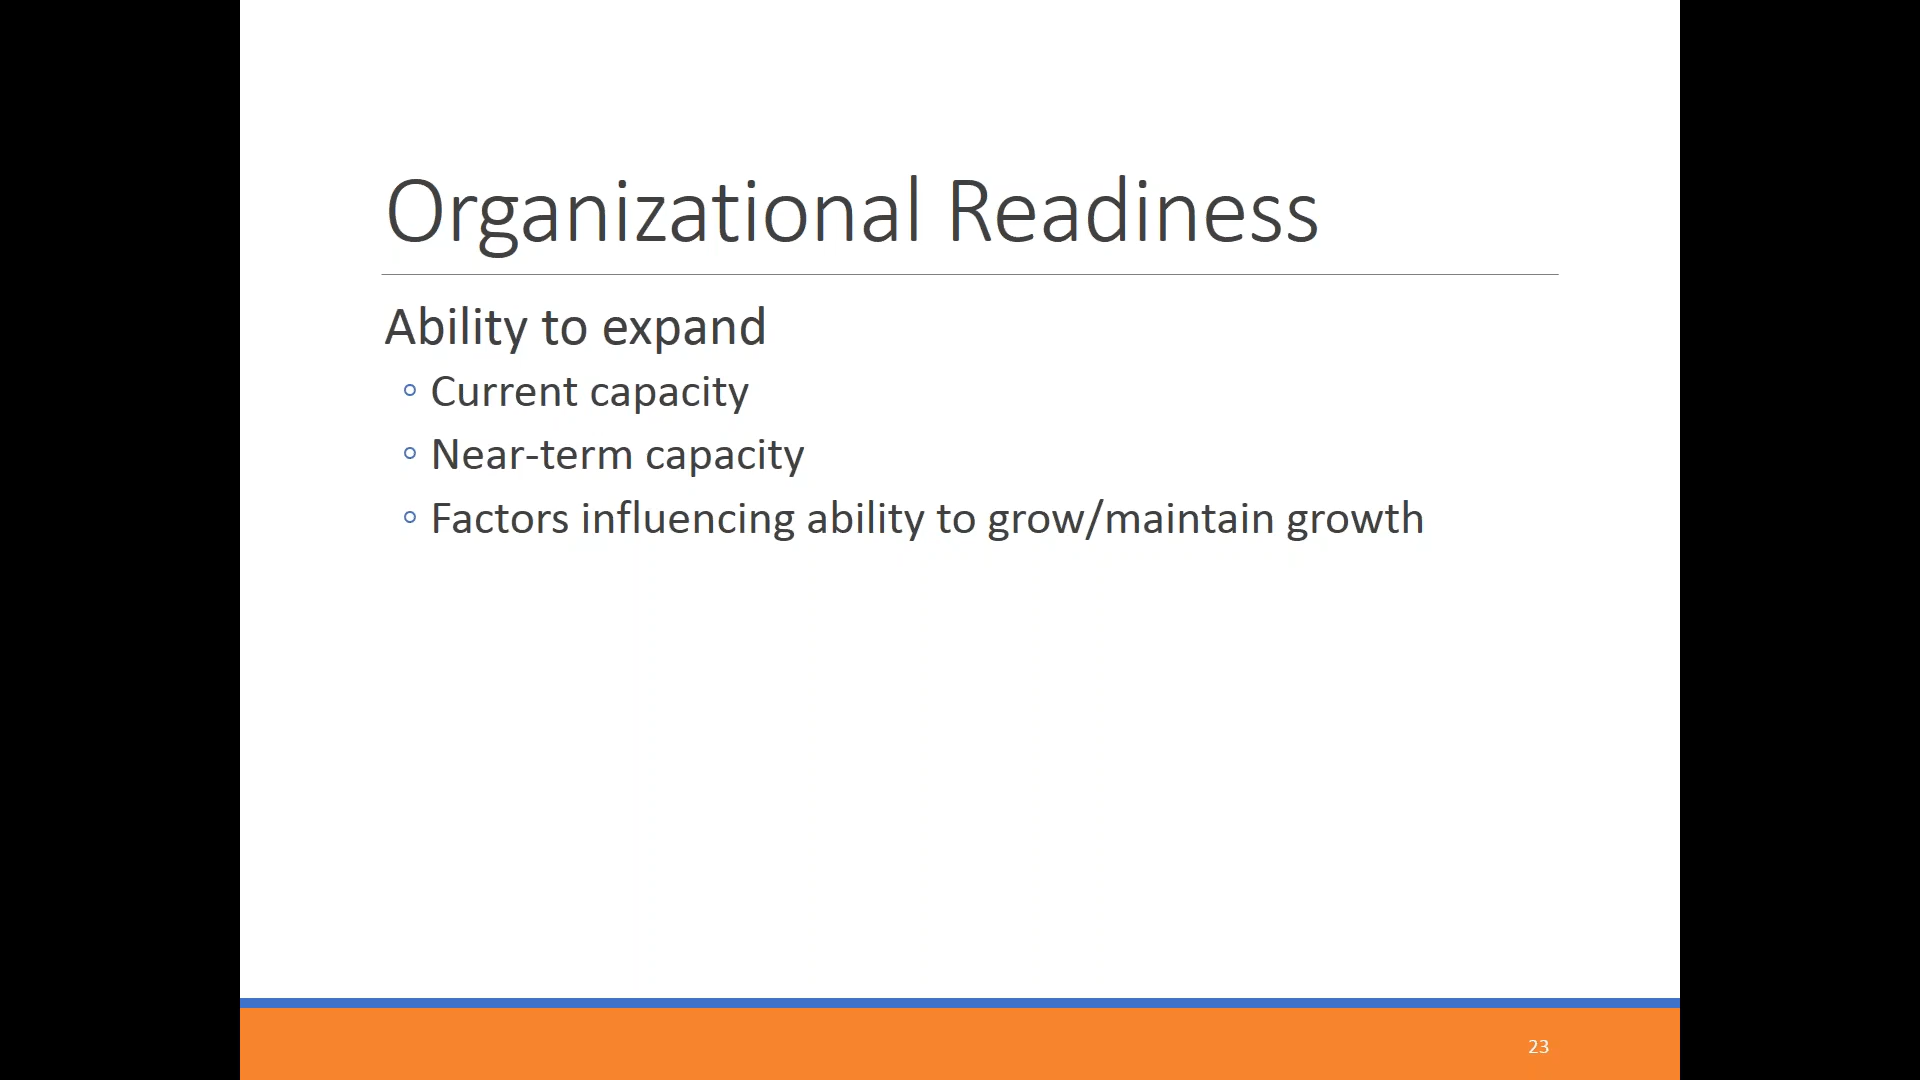 Organizational Readiness
Ability to expand
◦ Current capacity
◦ Near-term capacity
◦ Factors influencing ability to grow/maintain growth
23